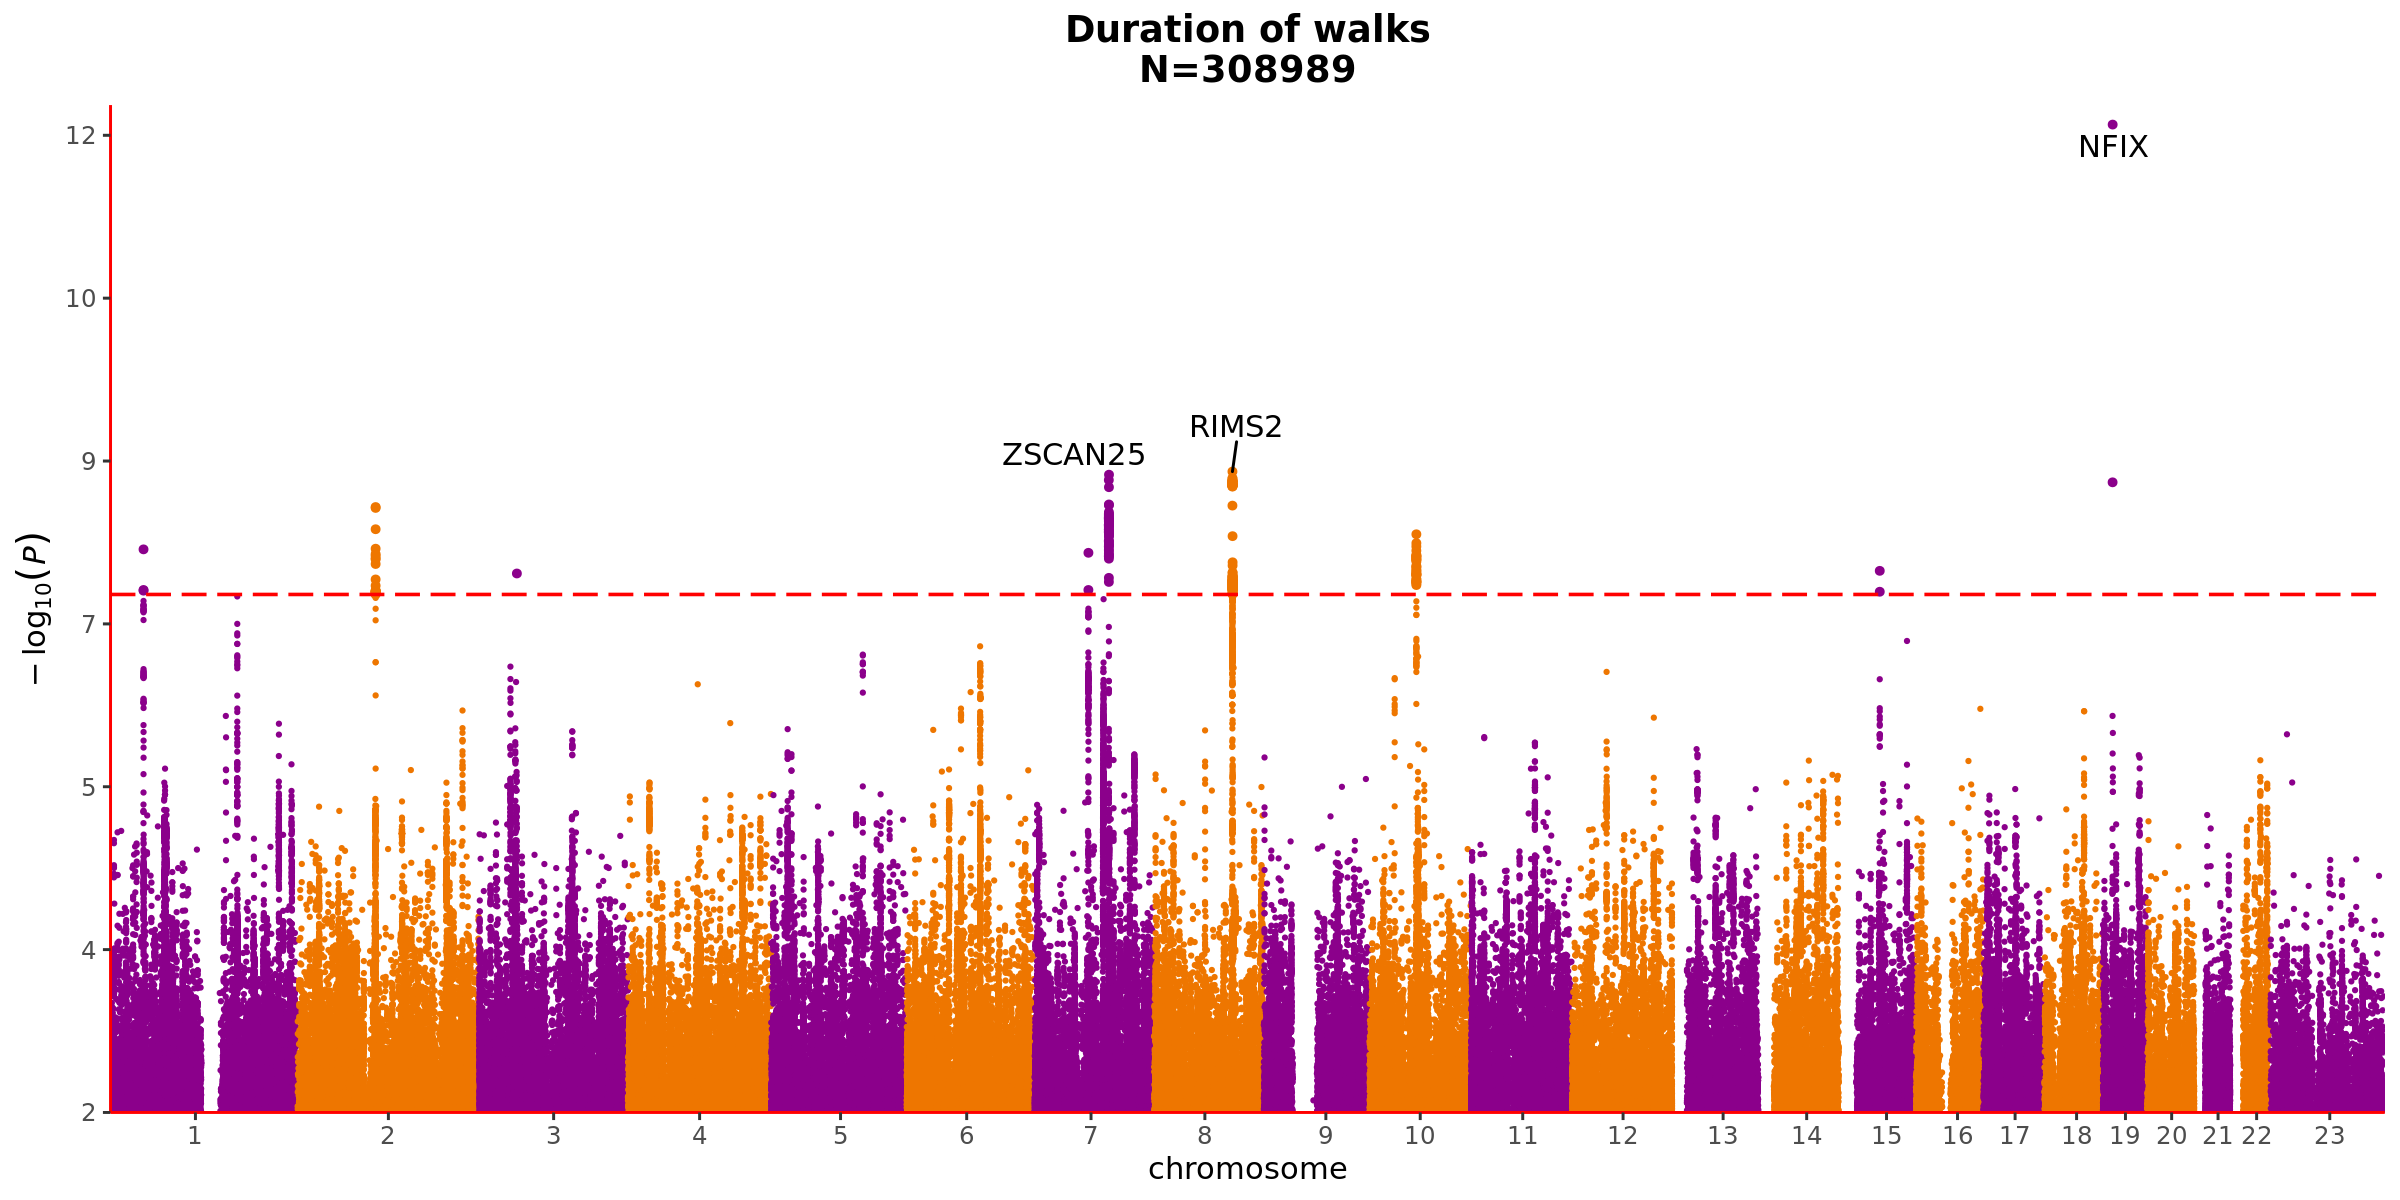 Duration of walks
N=308989
12
NFIX
10
RIMS2
ZSCAN25
9
−log10(P)
7
5
4
2
1 2 3 4 5 6 7 8 9 10 11 12 13 14 15 16 17 18 19 20 21 22 23
chromosome